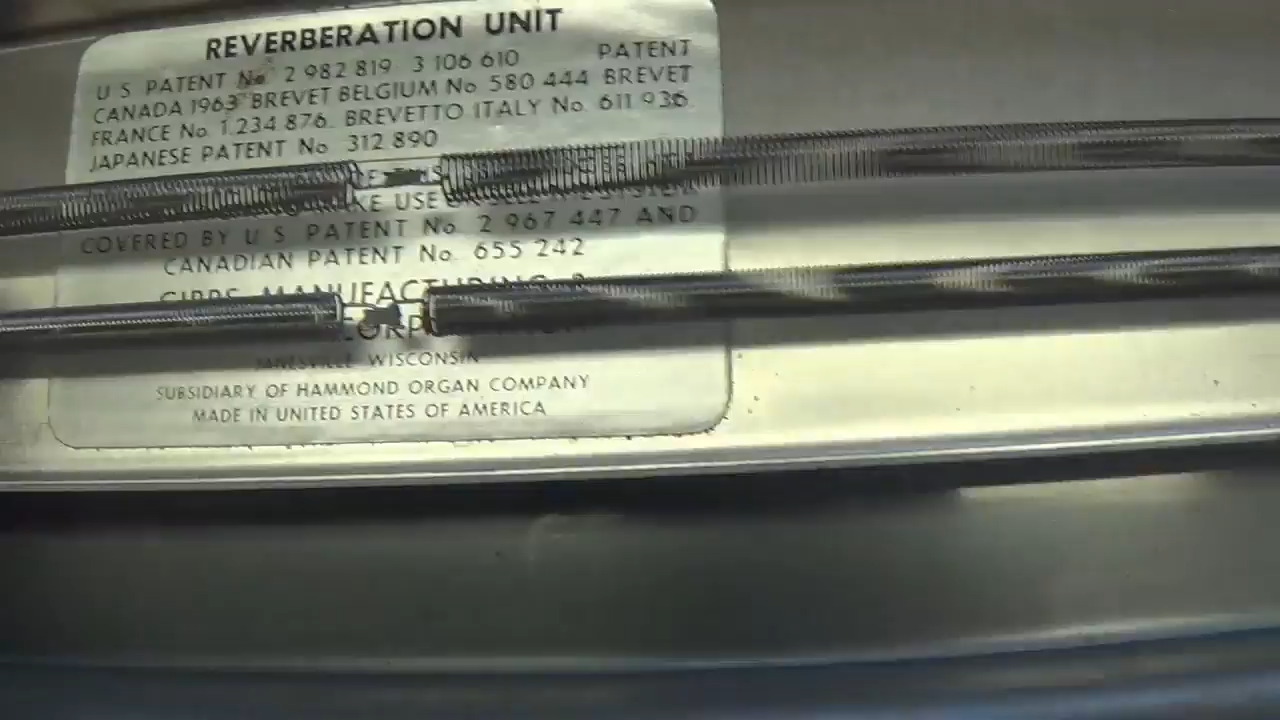 REVERBERATION UNIT
U S PATENT No 2 982 819 3 106 610 PATENT
CANADA 1963 BREVET BELGIUM No 580 444 BREVET
FRANCE No. 1.234 876. BREVETTO ITALY No. 611 936.
JAPANESE PATENT No 312 890
USE
COVERED BY U S PATENT No. 2 967 447 AND
CANADIAN PATENT No. 655 242
MANUFACTURING
WISCONSIN
SUBSIDIARY OF HAMMOND ORGAN COMPANY
MADE IN UNITED STATES OF AMERICA